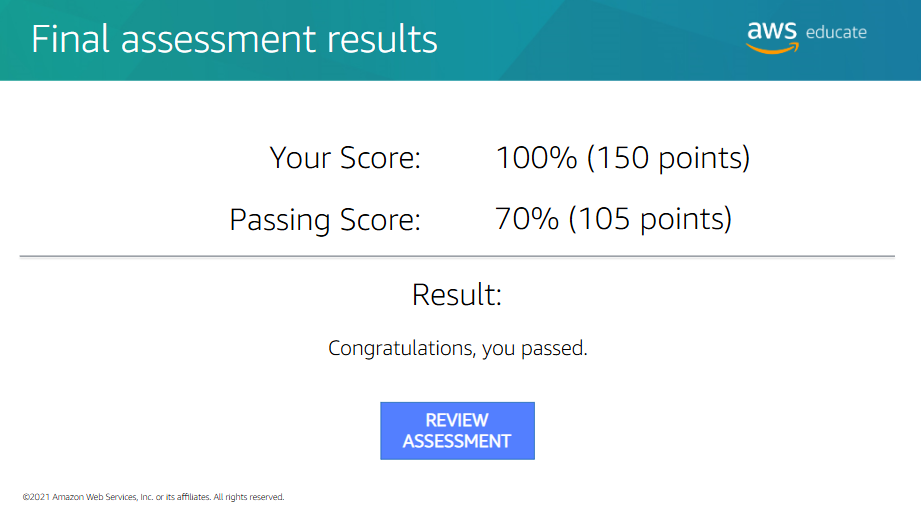 Final assessment results
aws educate
Your Score: 100% (150 points)
Passing Score: 70% (105 points)
Result:
Congratulations, you passed.
REVIEW
ASSESSMENT
©2021 Amazon Web Services, Inc. or its affiliates. All rights reserved.